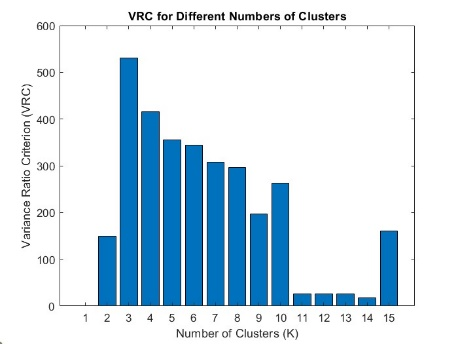 VRC for Different Numbers of Clusters
600
500
400
300
200
100
0
Variance Ratio Criterion (VRC)
1 2 3 4 5 6 7 8 9 10 11 12 13 14 15
Number of Clusters (K)